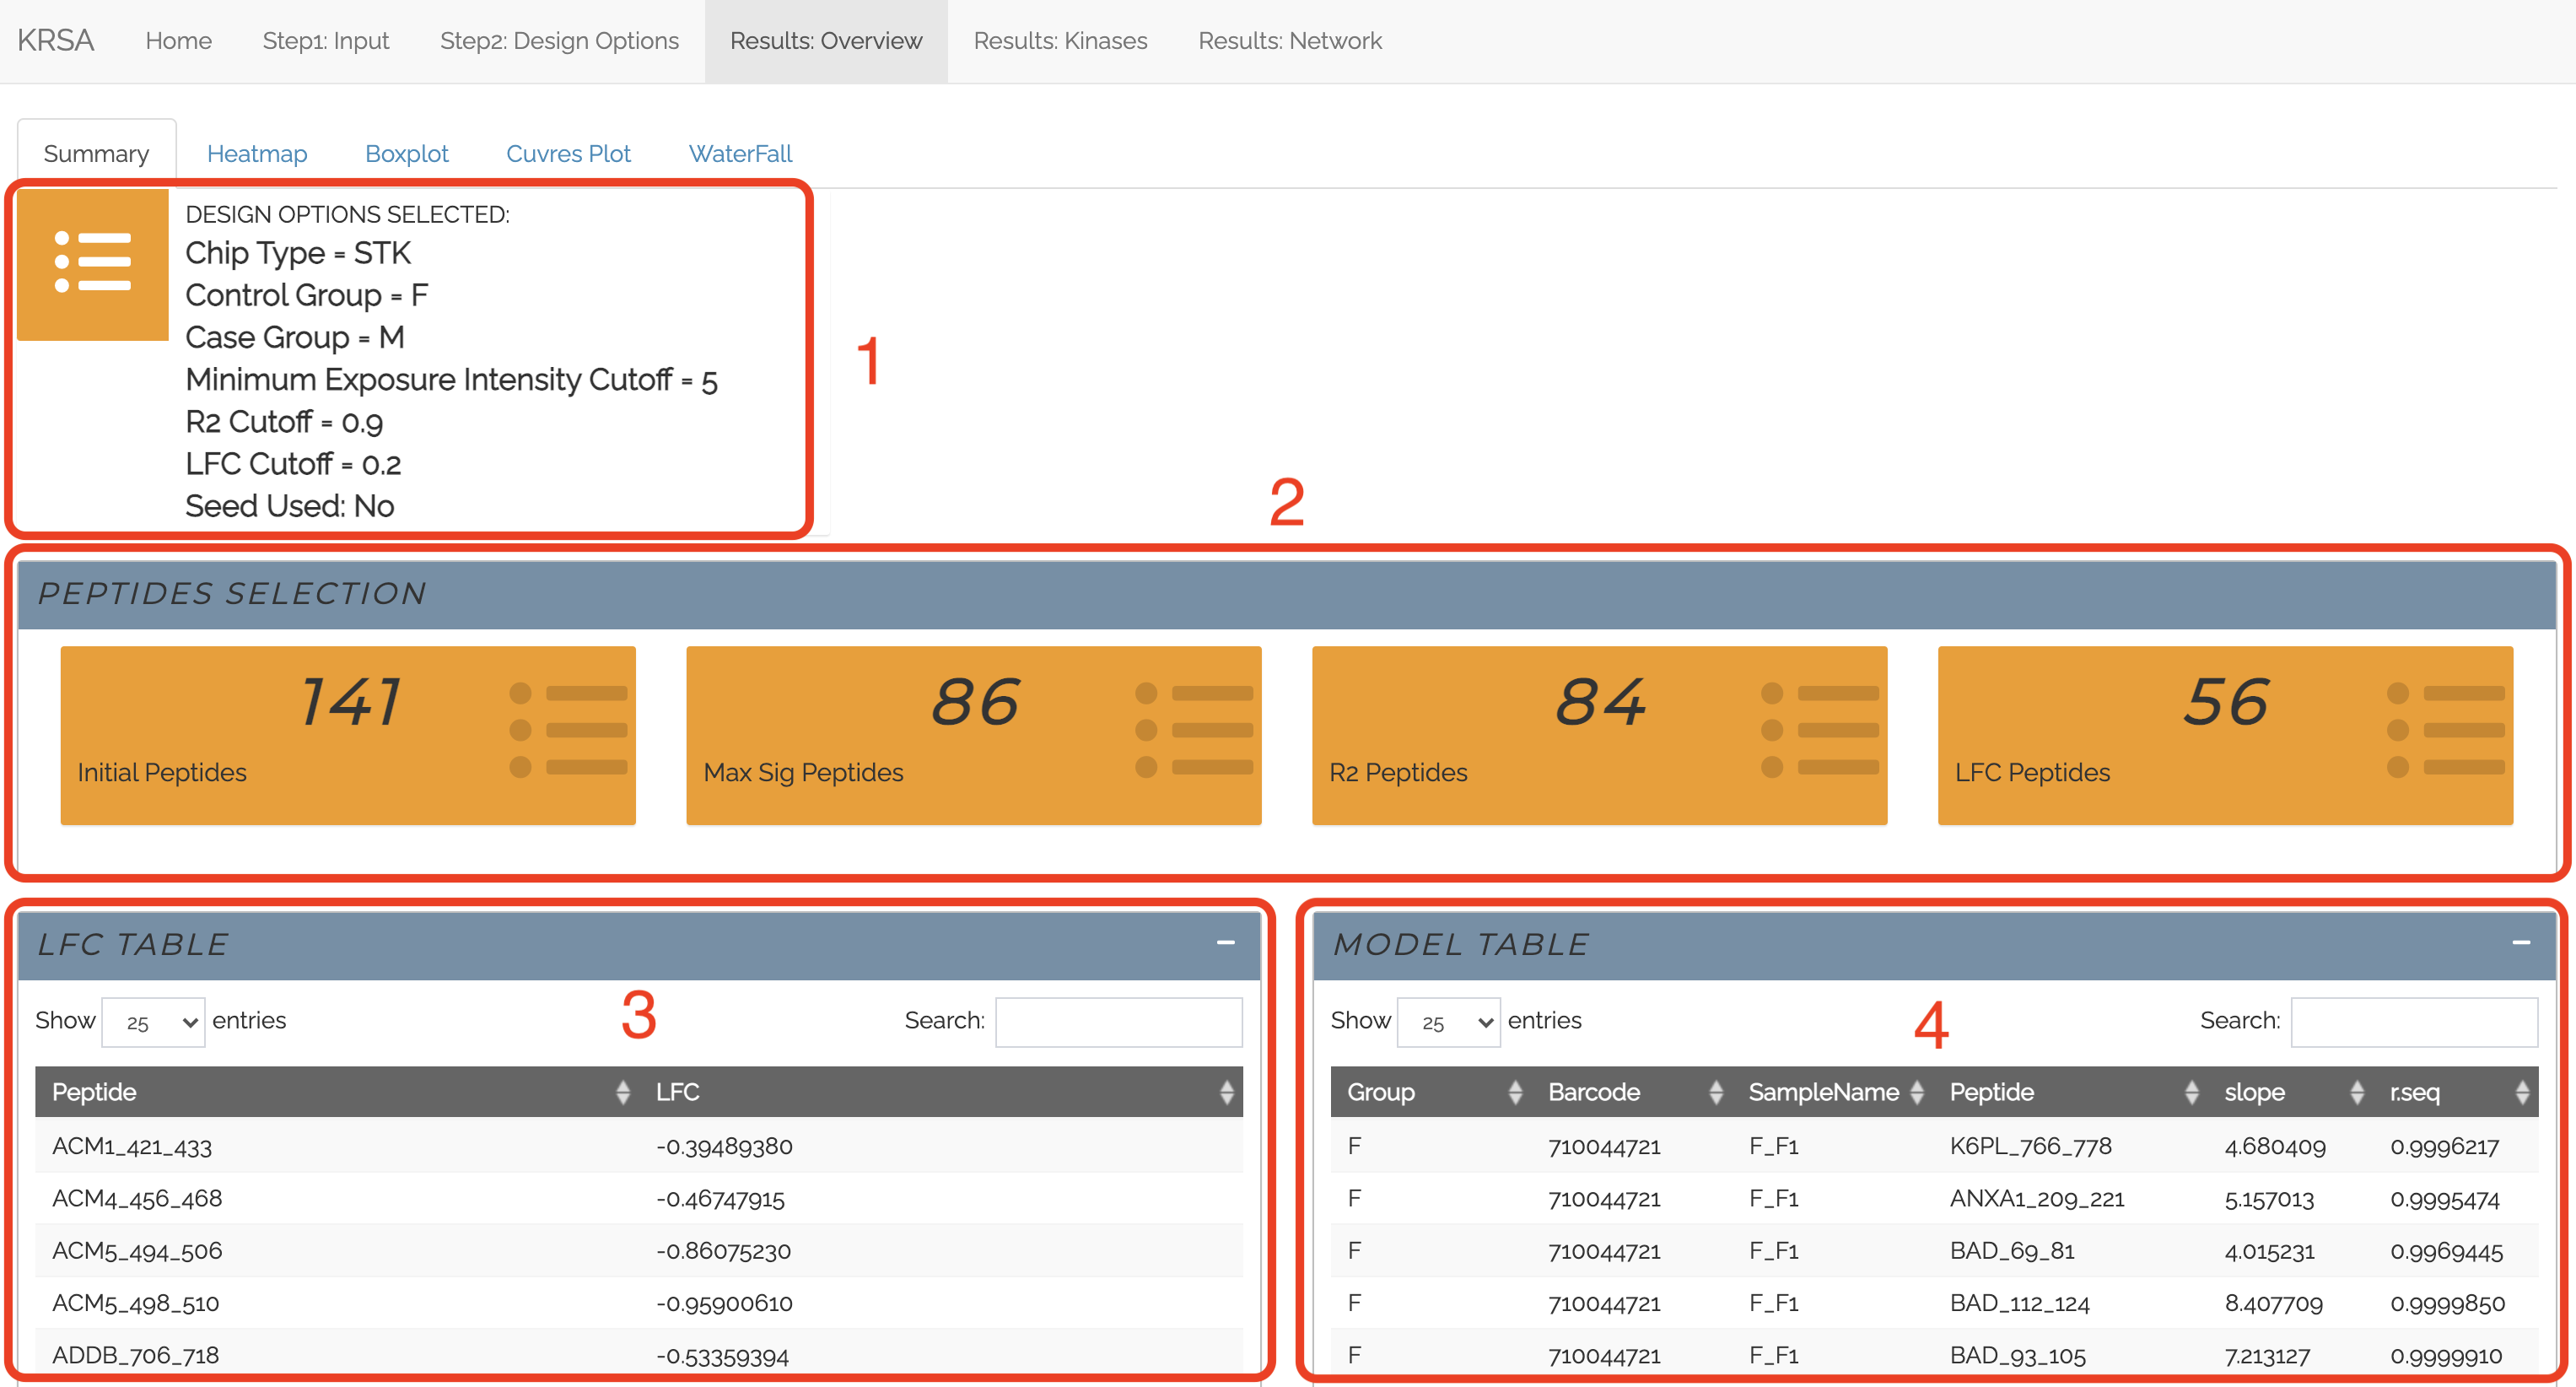 KRSA Home Step1: Input Step2: Design Options Results: Overview Results: Kinases Results: Network
Summary Heatmap Boxplot Cuvres Plot WaterFall
DESIGN OPTIONS SELECTED:
Chip Type = STK
Control Group = F
Case Group = M
Minimum Exposure Intensity Cutoff = 5
R2 Cutoff = 0.9
LFC Cutoff = 0.2
Seed Used: No
1
2
PEPTIDES SELECTION
141 86 84 56
Initial Peptides Max Sig Peptides R2 Peptides LFC Peptides
LFC TABLE
Show 25 entries Search:
3
Peptide LFC
ACM1_421_433 -0.39489380
ACM4_456_468 -0.46747915
ACM5_494_506 -0.86075230
ACM5_498_510 -0.95900610
ADDB_706_718 -0.53359394
MODEL TABLE
Show 25 entries Search:
4
Group Barcode SampleName Peptide slope r.seq
F 710044721 F_F1 K6PL_766_778 4.680409 0.9996217
F 710044721 F_F1 ANXA1_209_221 5.157013 0.9995474
F 710044721 F_F1 BAD_69_81 4.015231 0.9969445
F 710044721 F_F1 BAD_112_124 8.407709 0.9999850
F 710044721 F_F1 BAD_93_105 7.213127 0.9999910